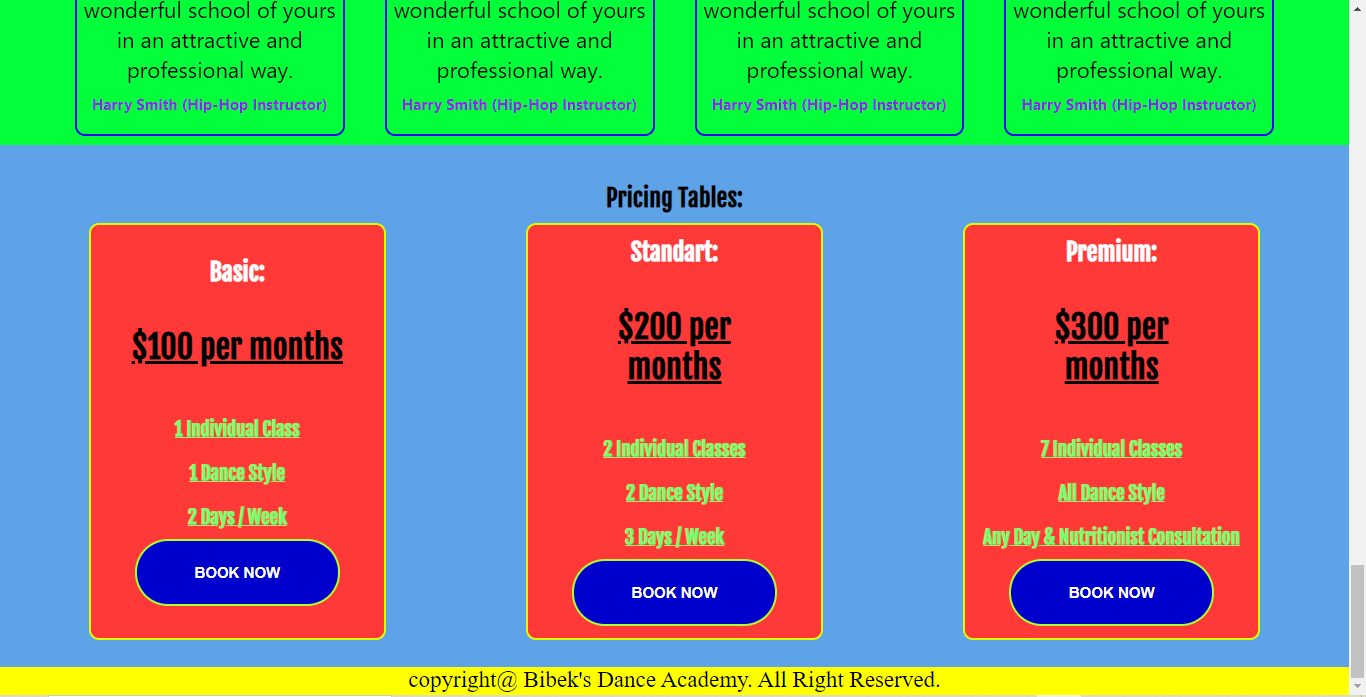 wonderful school of yours wonderful school of yours wonderful school of yours wonderful school of yours
in an attractive and in an attractive and in an attractive and in an attractive and
professional way. professional way. professional way. professional way.
Harry Smith (Hip-Hop Instructor) Harry Smith (Hip-Hop Instructor) Harry Smith (Hip-Hop Instructor) Harry Smith (Hip-Hop Instructor)
Pricing Tables:
Basic:
$100 per months
1 Individual Class
1 Dance Style
2 Days / Week
BOOK NOW
Standart:
$200 per
months
2 Individual Classes
2 Dance Style
3 Days / Week
BOOK NOW
Premium:
$300 per
months
7 Individual Classes
All Dance Style
Any Day & Nutritionist Consultation
BOOK NOW
copyright@ Bibek's Dance Academy. All Right Reserved.